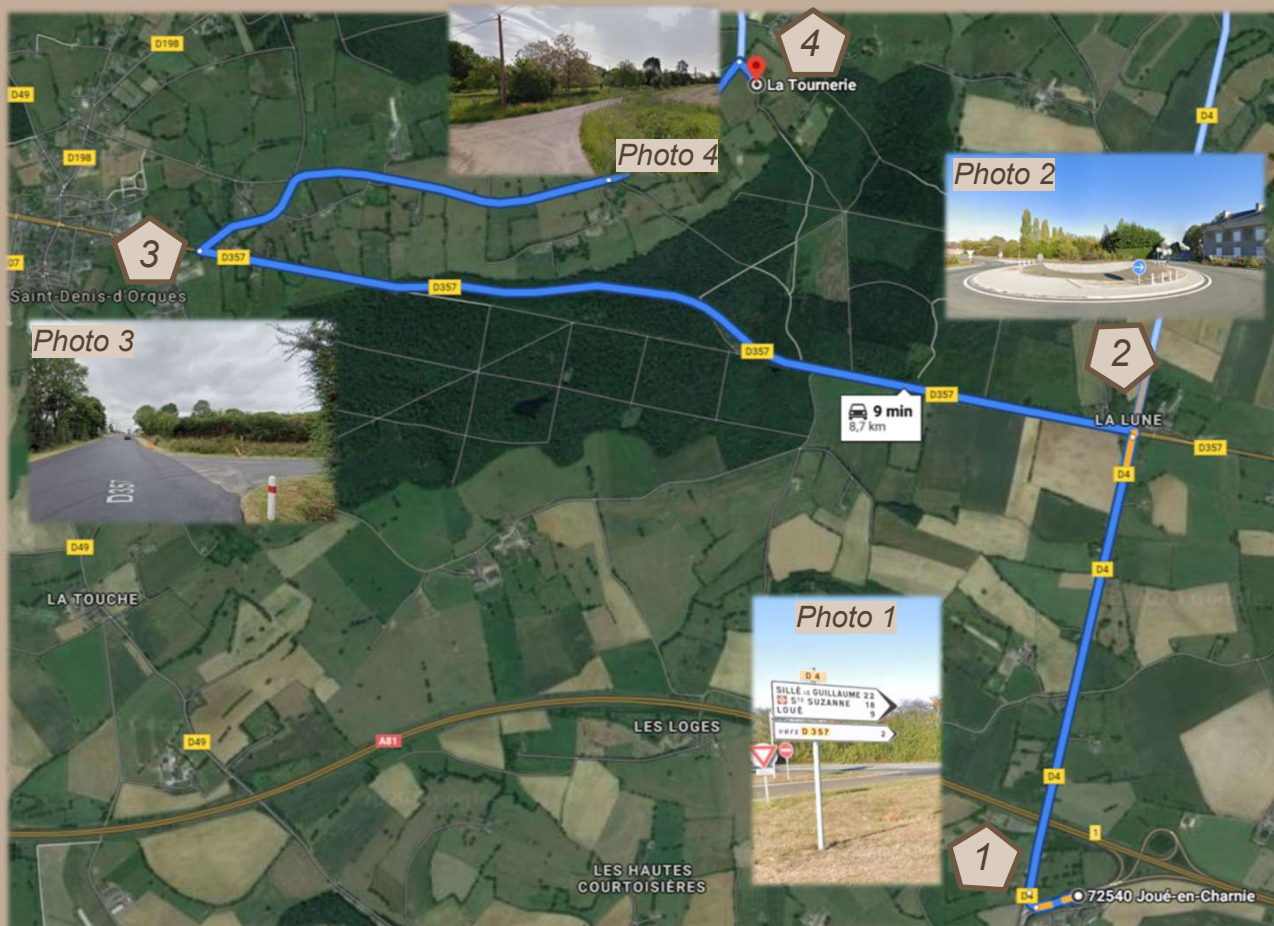 D198
4
D49
La Tournerie
D4
D198
Photo 4
Photo 2
3
D357
07
Saint-Denis-d'Orques
D357
Photo 3
2
D357
9 min
8,7 km
D357
LA LUNE
D357
D4
D357
D49
D4
LA TOUCHE
Photo 1
D 4
SILLÉ LE GUILLAUME 22
STE SUZANNE 18
LOUÉ 9
vers D 357 2
LES LOGES
D49
A81
D4
1
1
LES HAUTES
COURTOISIÈRES
D4
72540 Joué-en-Charnie